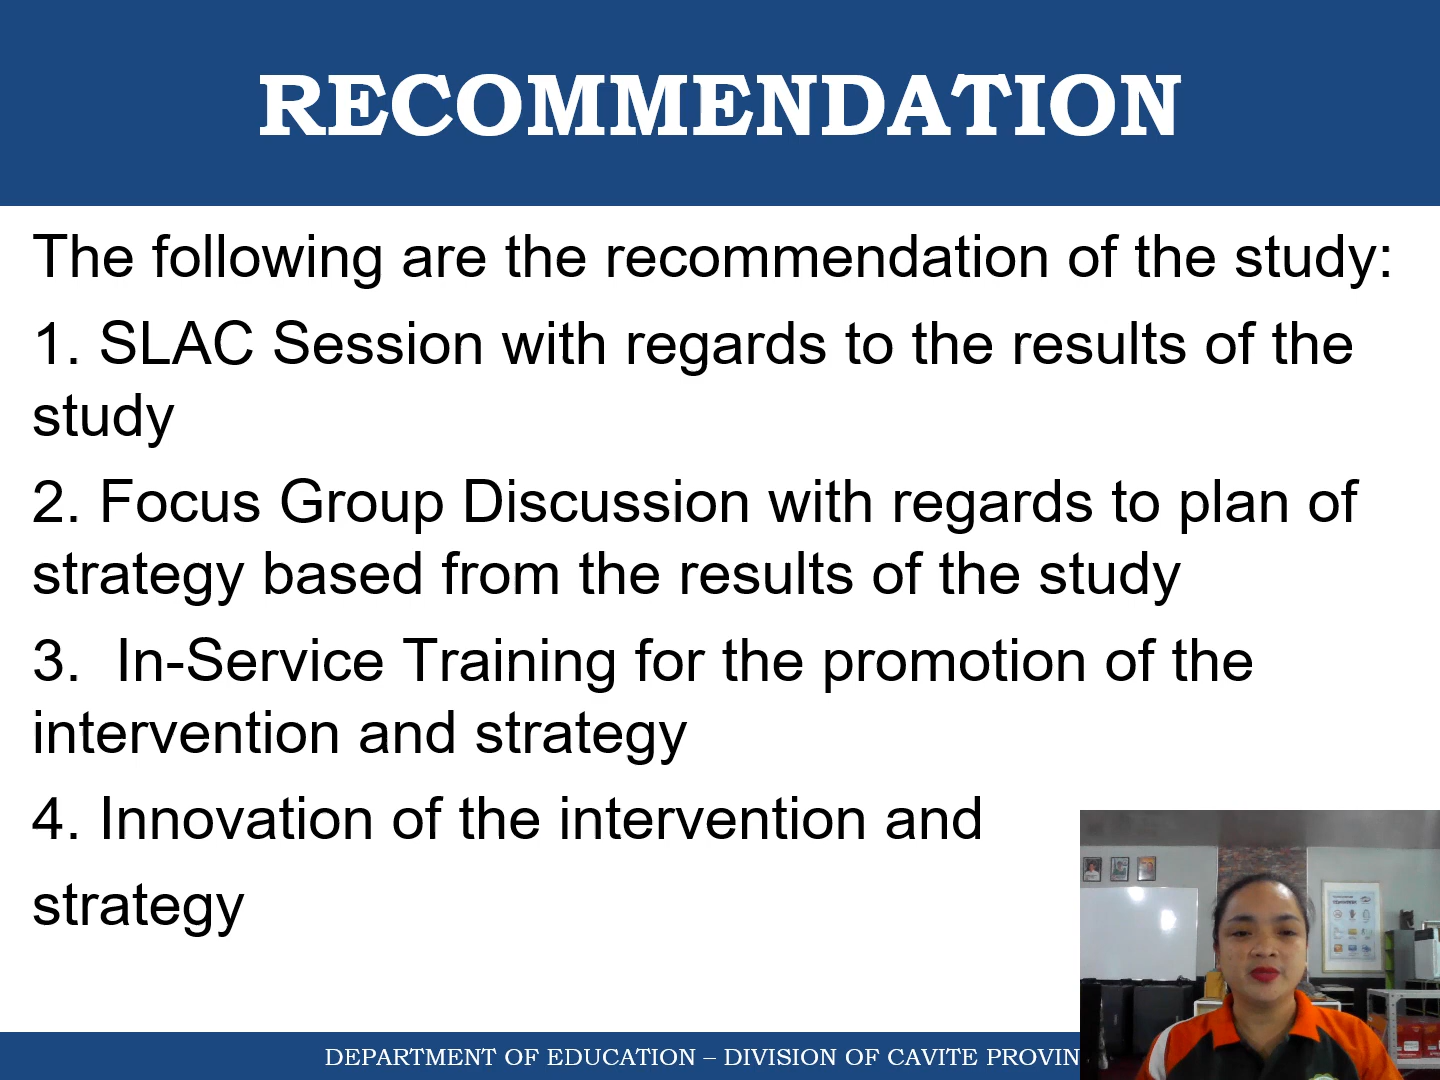 RECOMMENDATION
The following are the recommendation of the study:
1. SLAC Session with regards to the results of the
study
2. Focus Group Discussion with regards to plan of
strategy based from the results of the study
3.  In-Service Training for the promotion of the
intervention and strategy
4. Innovation of the intervention and
strategy
DEPARTMENT OF EDUCATION – DIVISION OF CAVITE PROVIN